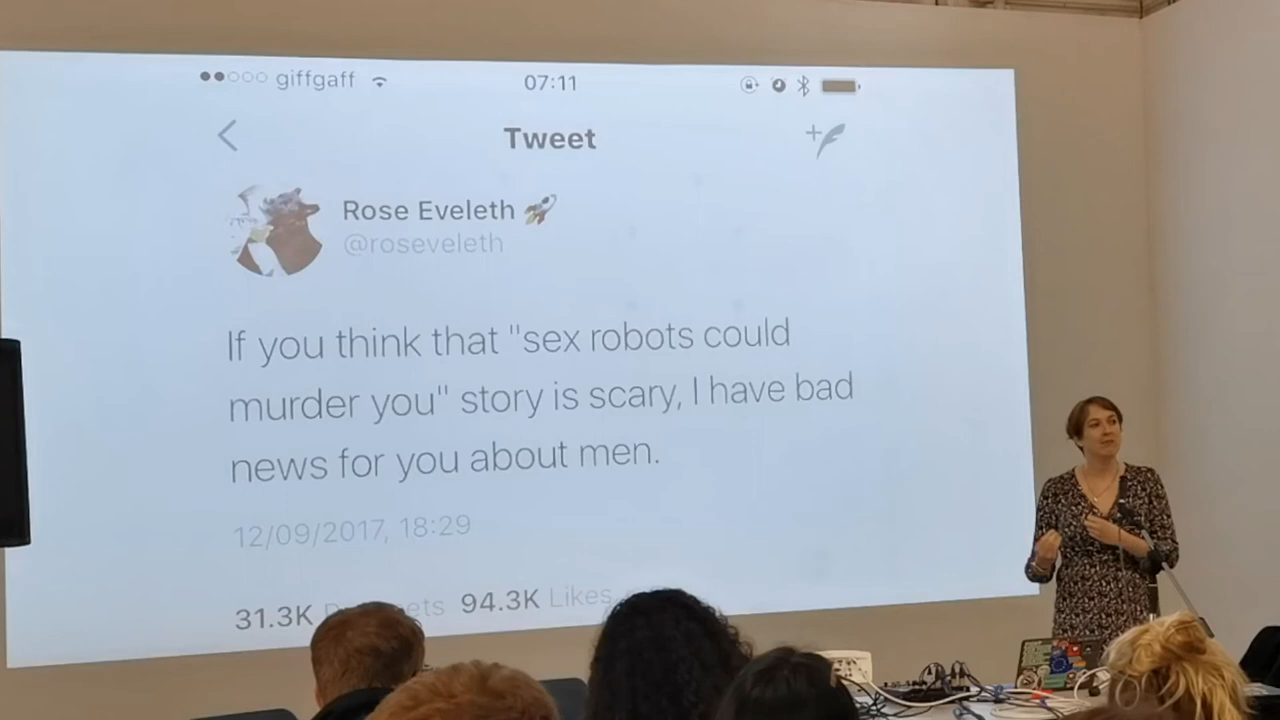 giffgaff 07:11
Tweet
Rose Eveleth 🚀
@roseveleth
If you think that "sex robots could
murder you" story is scary, I have bad
news for you about men.
12/09/2017, 18:29
31.3K 94.3K Likes